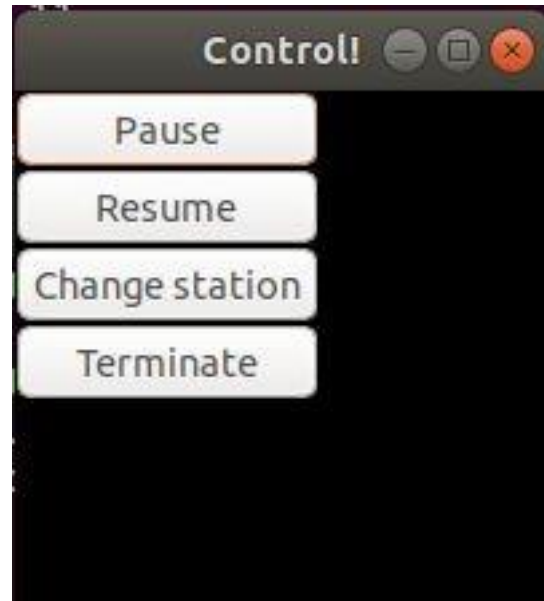 Control!
Pause
Resume
Change station
Terminate